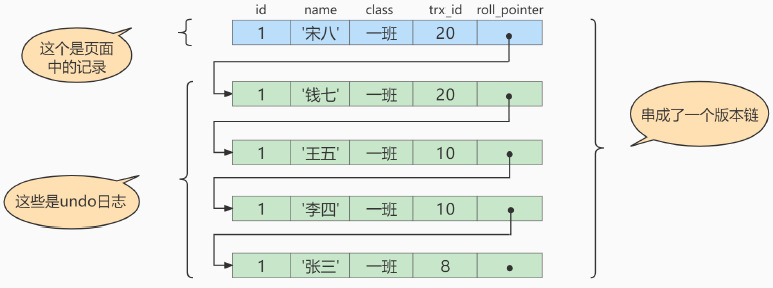 id name class trx_id roll_pointer
1 '宋八' 一班 20
这个是页面
中的记录
1 '钱七' 一班 20
串成了一个版本链
1 '王五' 一班 10
这些是undo日志
1 '李四' 一班 10
1 '张三' 一班 8